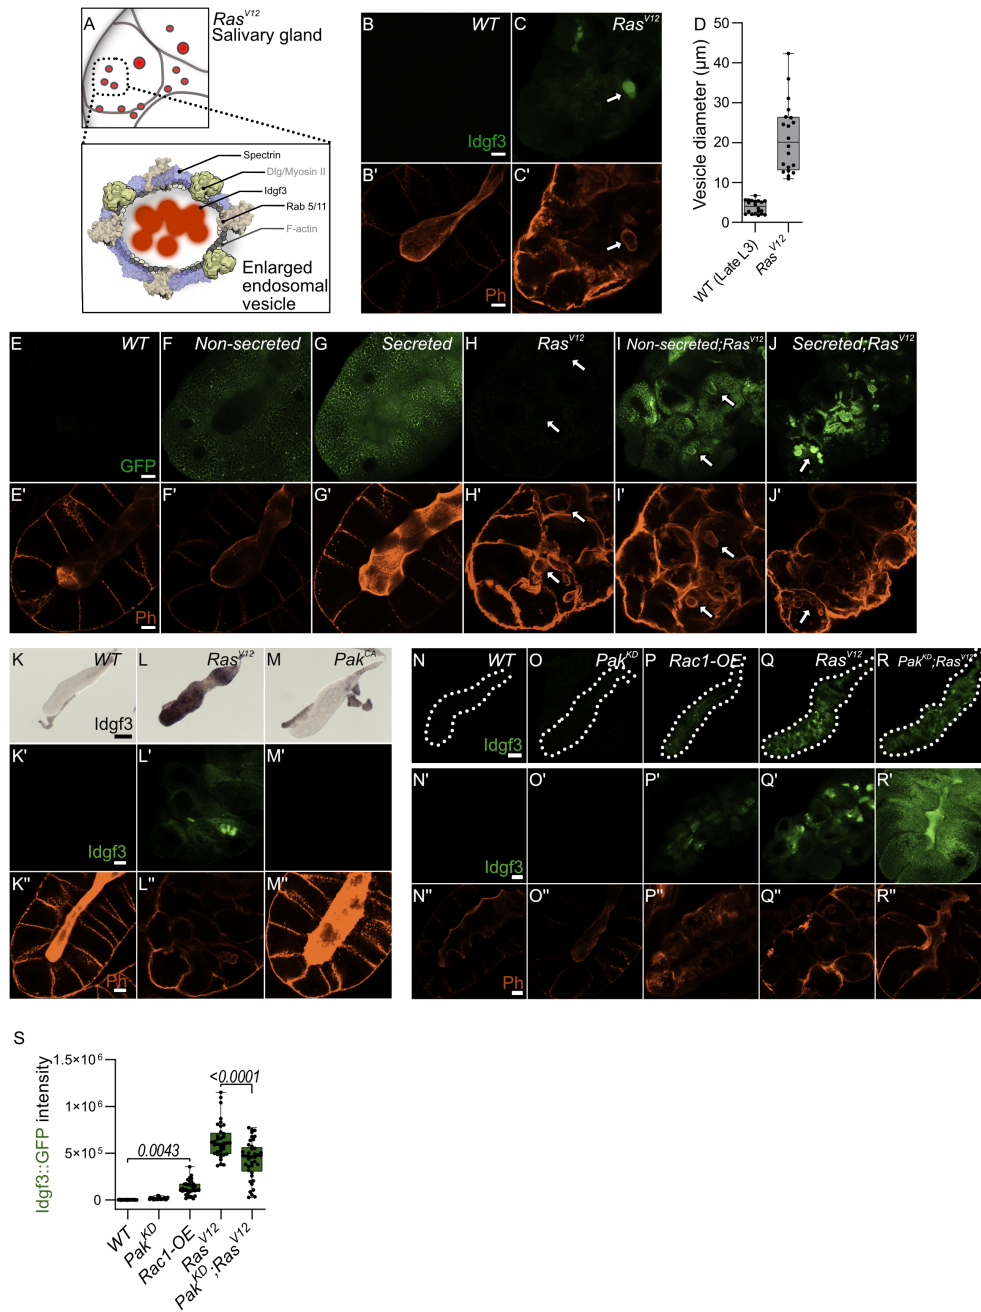 A
Ras^V12
Salivary gland
Spectrin
Dlg/Myosin II
Idgf3
Rab 5/11
F-actin
Enlarged
endosomal
vesicle
B
WT
Idgf3
C
Ras^V12
B'
Ph
C'
D
Vesicle diameter (µm)
50
40
30
20
10
0
WT (Late L3)
Ras^V12
E
WT
GFP
F
Non-secreted
G
Secreted
H
Ras^V12
I
Non-secreted;Ras^V12
J
Secreted;Ras^V12
E'
Ph
F'
G'
H'
I'
J'
K
WT
Idgf3
L
Ras^V12
M
Pak^CA
K'
Idgf3
L'
M'
K"
Ph
L"
M"
N
WT
Idgf3
O
Pak^KD
P
Rac1-OE
Q
Ras^V12
R
Pak^KD;Ras^V12
N'
Idgf3
O'
P'
Q'
R'
N"
Ph
O"
P"
Q"
R"
S
Idgf3::GFP intensity
1.5×10^6
1×10^6
5×10^5
0
0.0043
<0.0001
WT
Pak^KD
Rac1-OE
Ras^V12
Pak^KD;Ras^V12